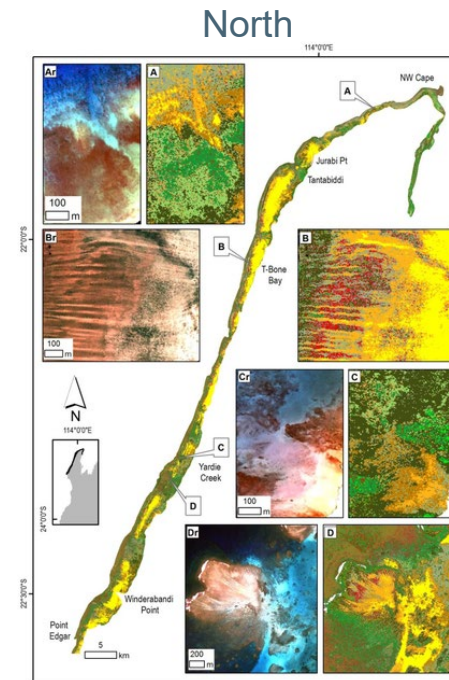 North
114°0'0"E
Ar
A
A
NW Cape
Jurabi Pt
Tantabiddi
100
m
22°0'0"S
Br
B
B
T-Bone
Bay
100
m
Cr
C
N
114°0'0"E
C
Yardie
Creek
D
100
m
24°0'0"S
Dr
D
22°30'0"S
Winderabandi
Point
Point
Edgar
5
km
200
m